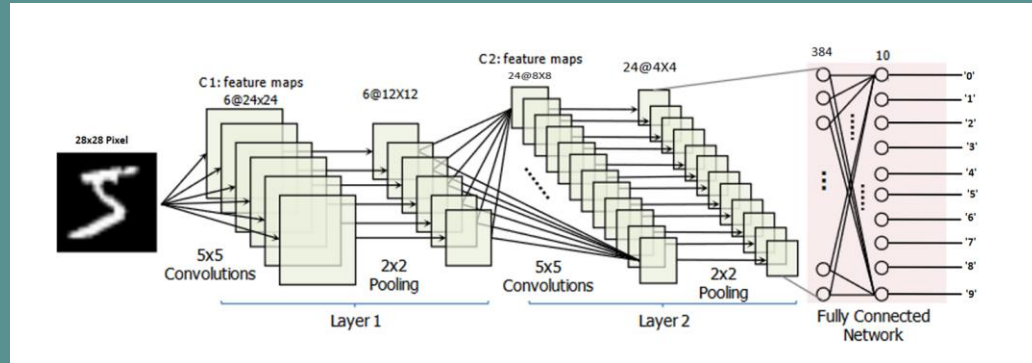 28x28 Pixel
C1: feature maps
6@24x24
6@12X12
C2: feature maps
24@8X8
24@4X4
384
10
'0'
'1'
'2'
'3'
'4'
'5'
'6'
'7'
'8'
'9'
5x5
Convolutions
2x2
Pooling
5x5
Convolutions
2x2
Pooling
Layer 1
Layer 2
Fully Connected
Network